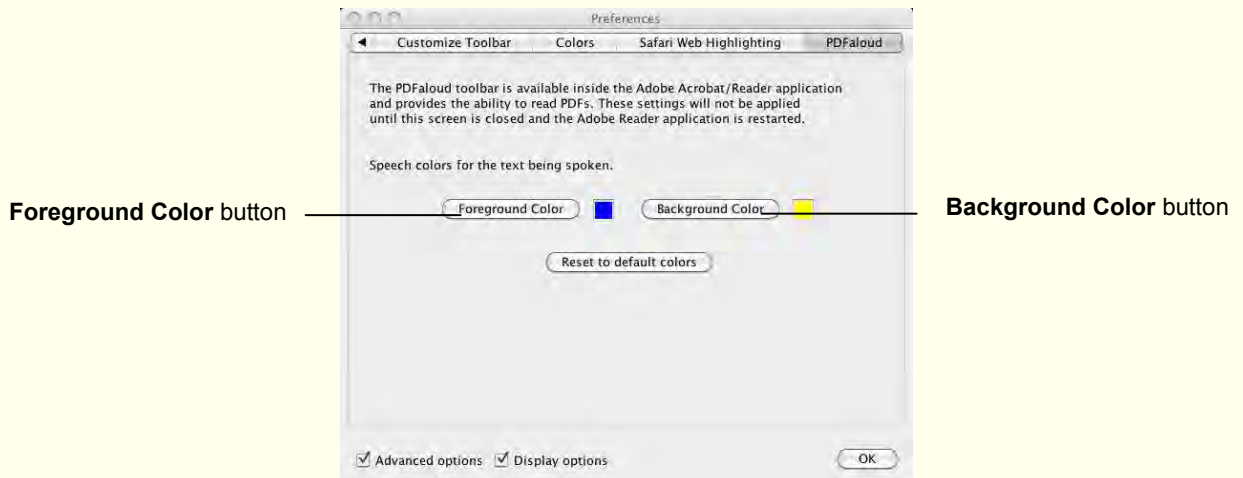 Preferences
Customize Toolbar Colors Safari Web Highlighting PDFaloud
The PDFaloud toolbar is available inside the Adobe Acrobat/Reader application
and provides the ability to read PDFs. These settings will not be applied
until this screen is closed and the Adobe Reader application is restarted.
Speech colors for the text being spoken.
Foreground Color button
Foreground Color Background Color
Background Color button
Reset to default colors
Advanced options Display options OK